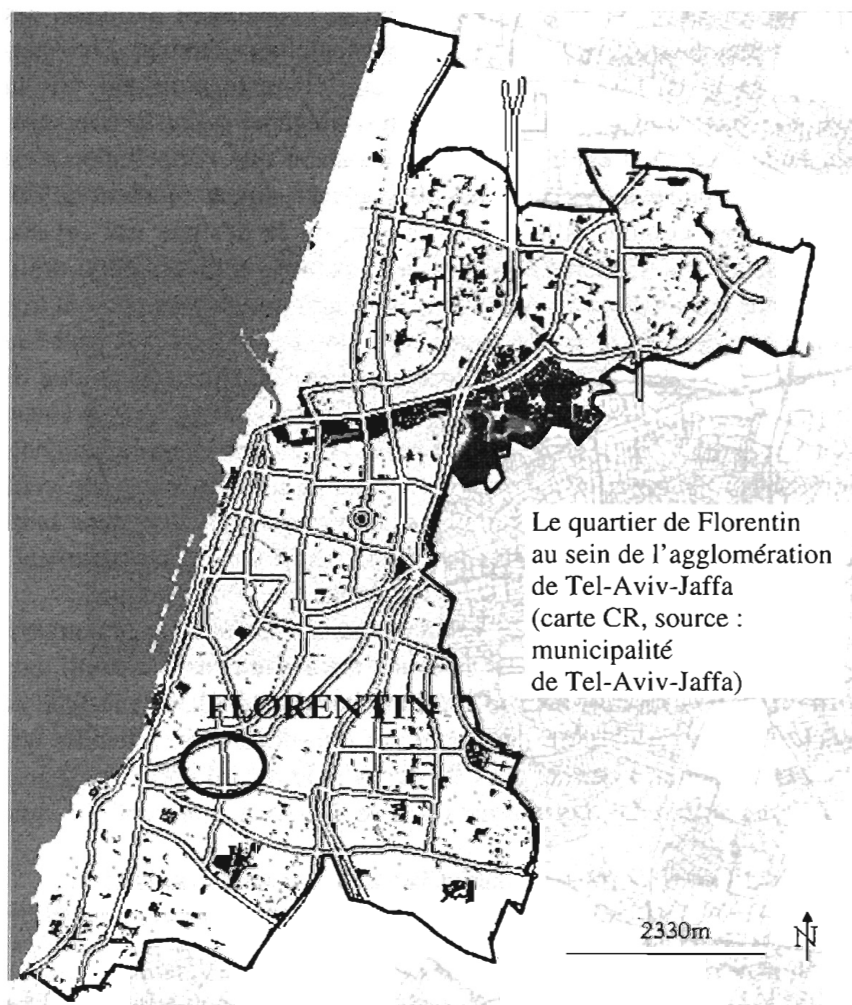 Le quartier de Florentin
au sein de l'agglomération
de Tel-Aviv-Jaffa
(carte CR, source :
municipalité
de Tel-Aviv-Jaffa)
FLORENTIN
2330m
N